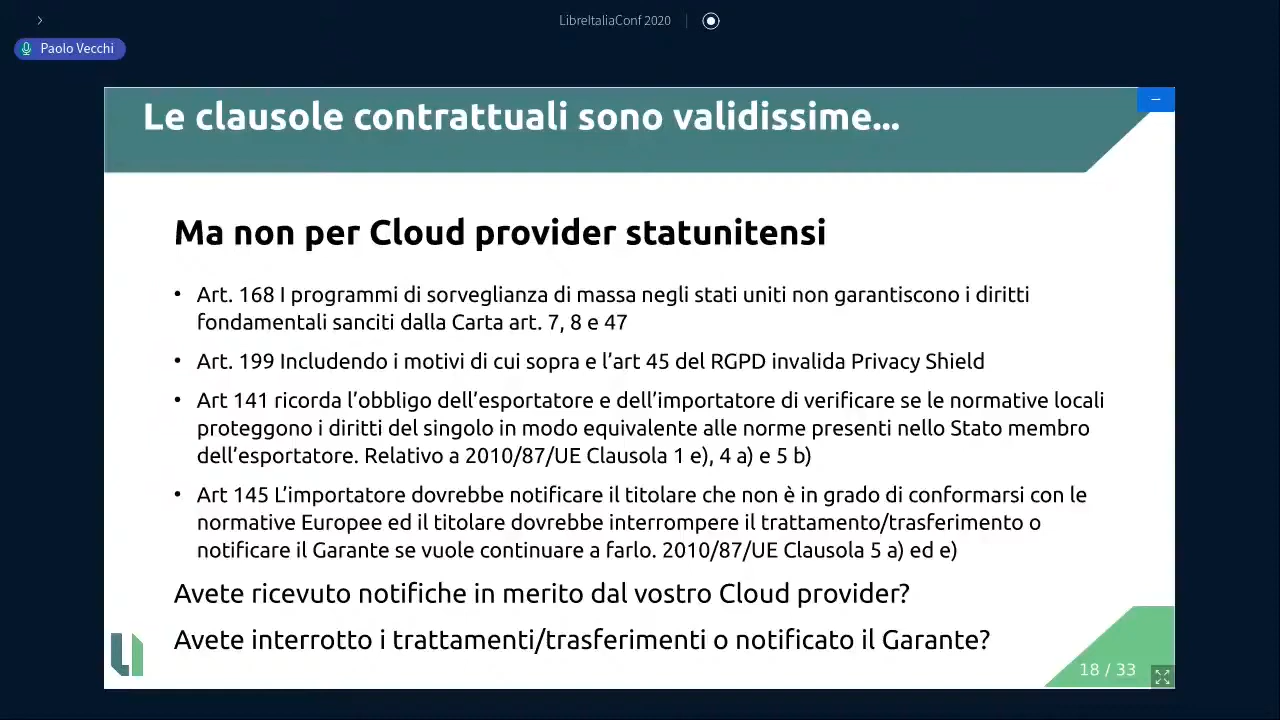 LibreItaliaConf 2020
Paolo Vecchi
Le clausole contrattuali sono validissime...
Ma non per Cloud provider statunitensi
• Art. 168 I programmi di sorveglianza di massa negli stati uniti non garantiscono i diritti
fondamentali sanciti dalla Carta art. 7, 8 e 47
• Art. 199 Includendo i motivi di cui sopra e l'art 45 del RGPD invalida Privacy Shield
• Art 141 ricorda l'obbligo dell'esportatore e dell'importatore di verificare se le normative locali
proteggono i diritti del singolo in modo equivalente alle norme presenti nello Stato membro
dell'esportatore. Relativo a 2010/87/UE Clausola 1 e), 4 a) e 5 b)
• Art 145 L'importatore dovrebbe notificare il titolare che non è in grado di conformarsi con le
normative Europee ed il titolare dovrebbe interrompere il trattamento/trasferimento o
notificare il Garante se vuole continuare a farlo. 2010/87/UE Clausola 5 a) ed e)
Avete ricevuto notifiche in merito dal vostro Cloud provider?
Avete interrotto i trattamenti/trasferimenti o notificato il Garante?
18 / 33